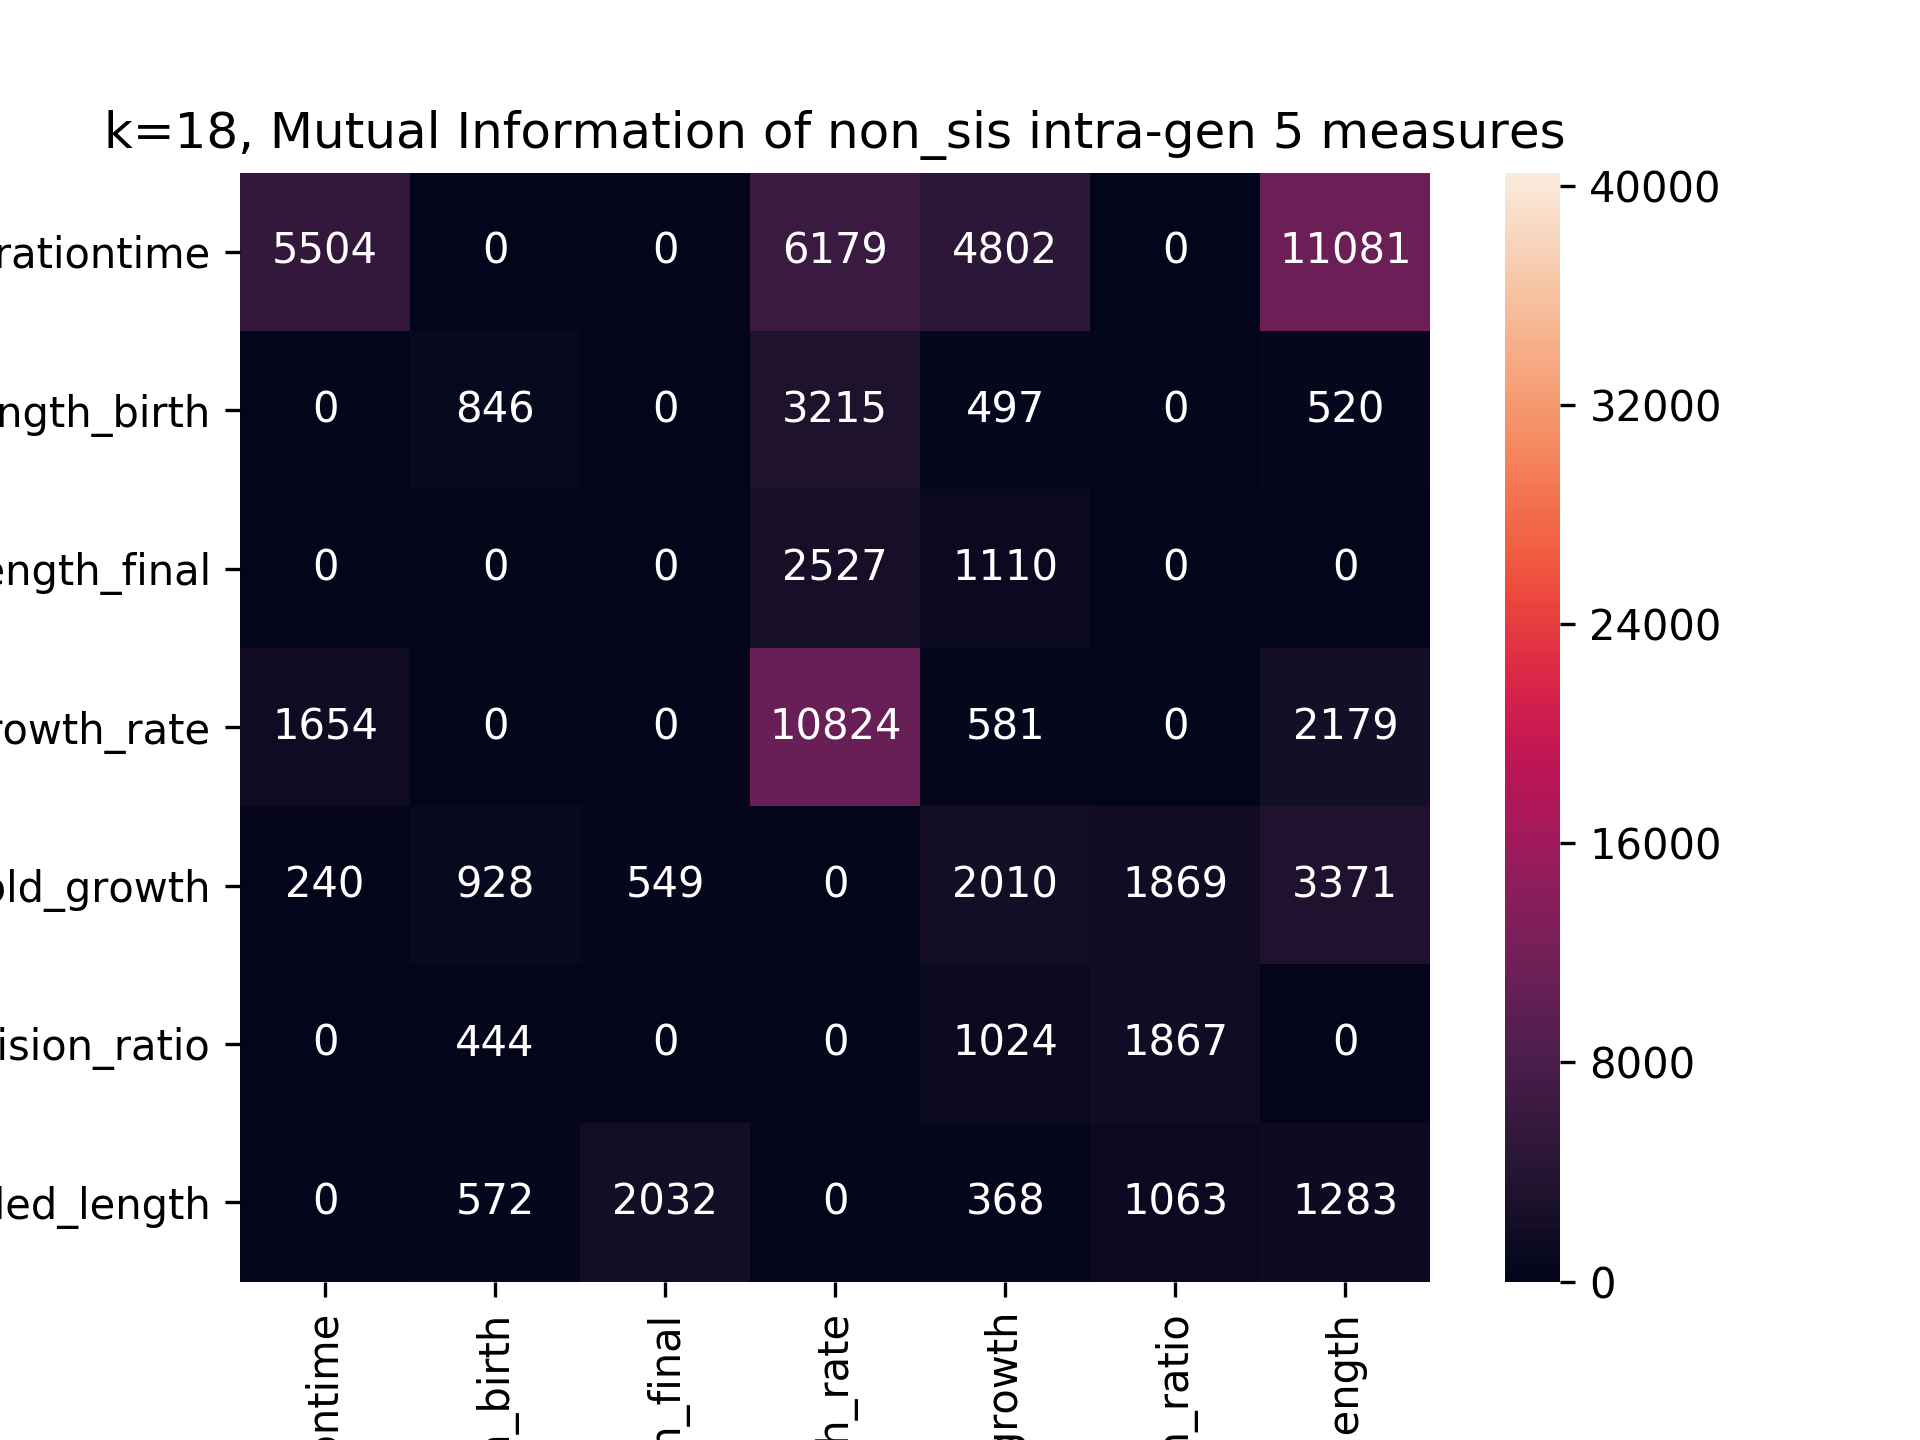 k=18, Mutual Information of non_sis intra-gen 5 measures
rationtime 5504 0 0 6179 4802 0 11081
ngth_birth 0 846 0 3215 497 0 520
ength_final 0 0 0 2527 1110 0 0
owth_rate 1654 0 0 10824 581 0 2179
old_growth 240 928 549 0 2010 1869 3371
ision_ratio 0 444 0 0 1024 1867 0
led_length 0 572 2032 0 368 1063 1283
ontime
n_birth
n_final
h_rate
growth
n_ratio
ength
40000
32000
24000
16000
8000
0